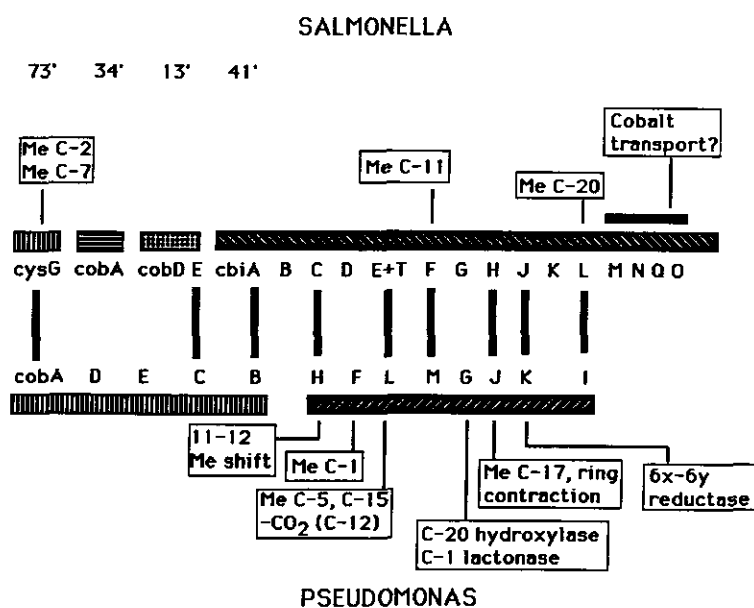 SALMONELLA
73' 34' 13' 41'
Me C-2
Me C-7
Me C-11
Me C-20
Cobalt
transport?
cysG cobA cobD E cbiA B C D E+T F G H J K L M N Q O
cobA D E C B H F L M G J K I
11-12
Me shift
Me C-1
Me C-5, C-15
-CO₂ (C-12)
C-20 hydroxylase
C-1 lactonase
Me C-17, ring
contraction
6x-6y
reductase
PSEUDOMONAS